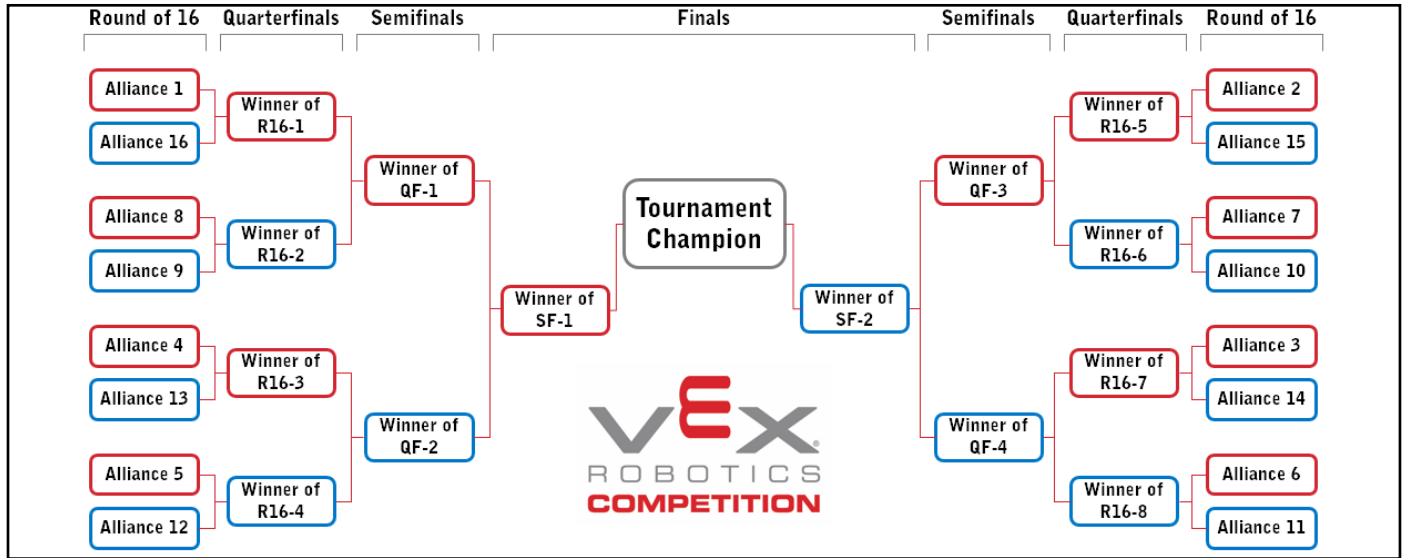 Round of 16
Quarterfinals
Semifinals
Finals
Semifinals
Quarterfinals
Round of 16
Alliance 1
Alliance 16
Alliance 8
Alliance 9
Alliance 4
Alliance 13
Alliance 5
Alliance 12
Winner of
R16-1
Winner of
R16-2
Winner of
R16-3
Winner of
R16-4
Winner of
QF-1
Winner of
QF-2
Winner of
SF-1
Tournament
Champion
Winner of
SF-2
VEX®
ROBOTICS
COMPETITION
Winner of
QF-3
Winner of
QF-4
Winner of
R16-5
Winner of
R16-6
Winner of
R16-7
Winner of
R16-8
Alliance 2
Alliance 15
Alliance 7
Alliance 10
Alliance 3
Alliance 14
Alliance 6
Alliance 11